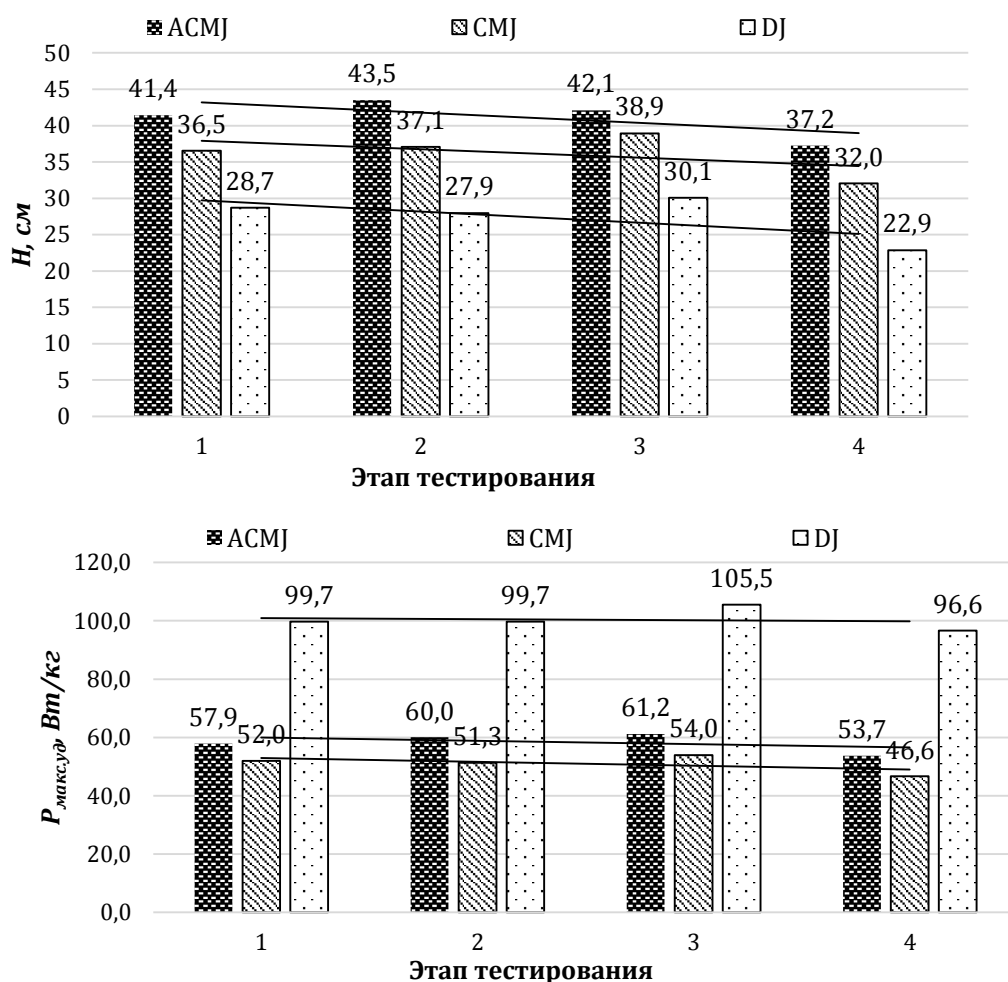 ACMJ CMJ DJ
50
45
40
35
30
25
20
15
10
5
0
H, см
41,4 36,5 28,7
43,5 37,1 27,9
42,1 38,9 30,1
37,2 32,0 22,9
1 2 3 4
Этап тестирования
ACMJ CMJ DJ
120,0
100,0
80,0
60,0
40,0
20,0
0,0
Pмакс.уд, Вт/кг
57,9 52,0 99,7
60,0 51,3 99,7
61,2 54,0 105,5
53,7 46,6 96,6
1 2 3 4
Этап тестирования